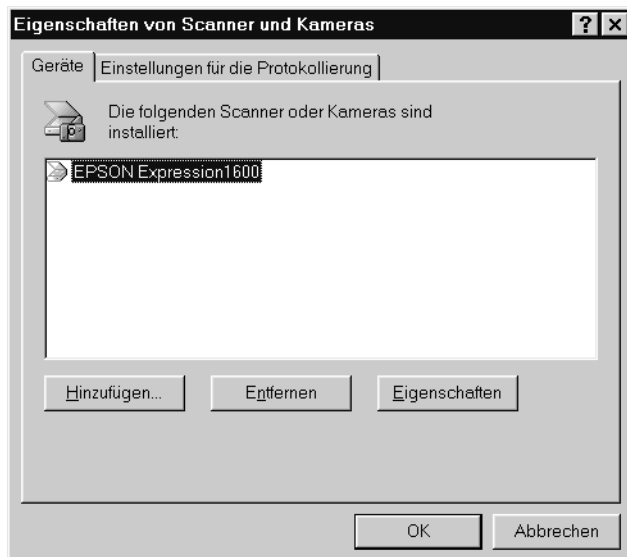 Eigenschaften von Scanner und Kameras
Geräte
Einstellungen für die Protokollierung
Die folgenden Scanner oder Kameras sind
installiert:
EPSON Expression1600
Hinzufügen...
Entfernen
Eigenschaften
OK
Abbrechen